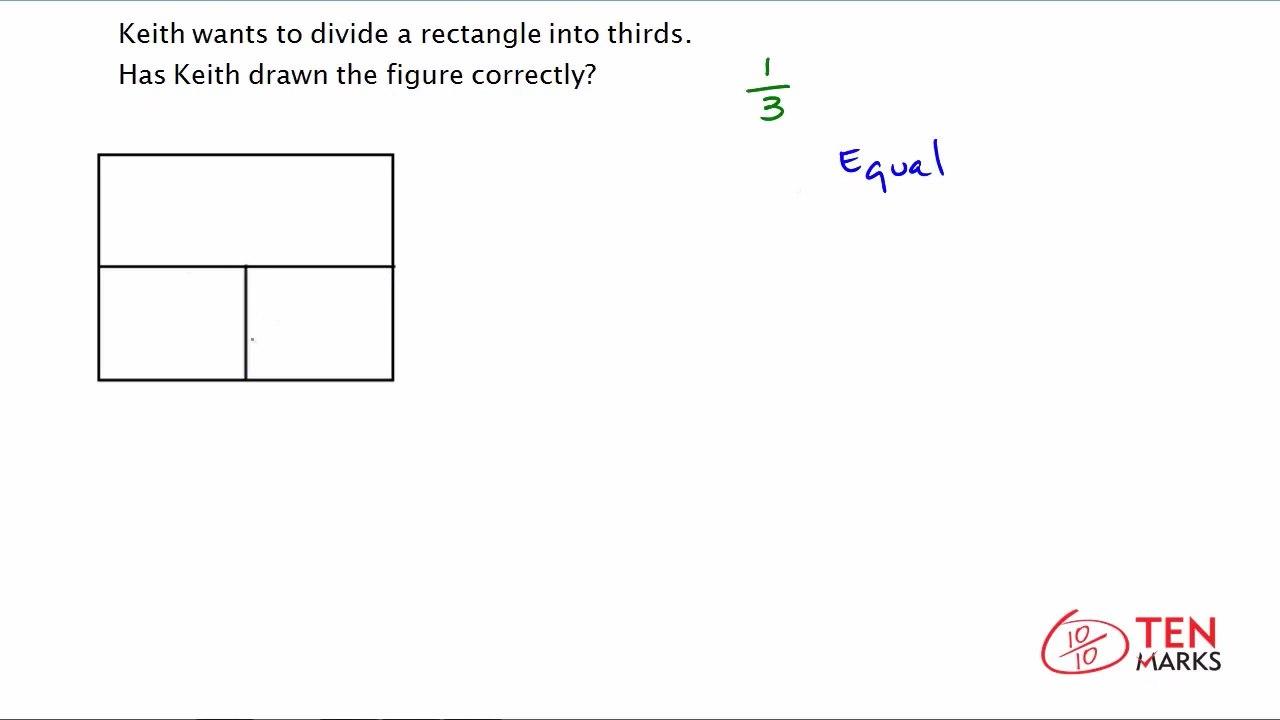 Keith wants to divide a rectangle into thirds.
Has Keith drawn the figure correctly?
1
3
Equal
10
10
TEN
MARKS